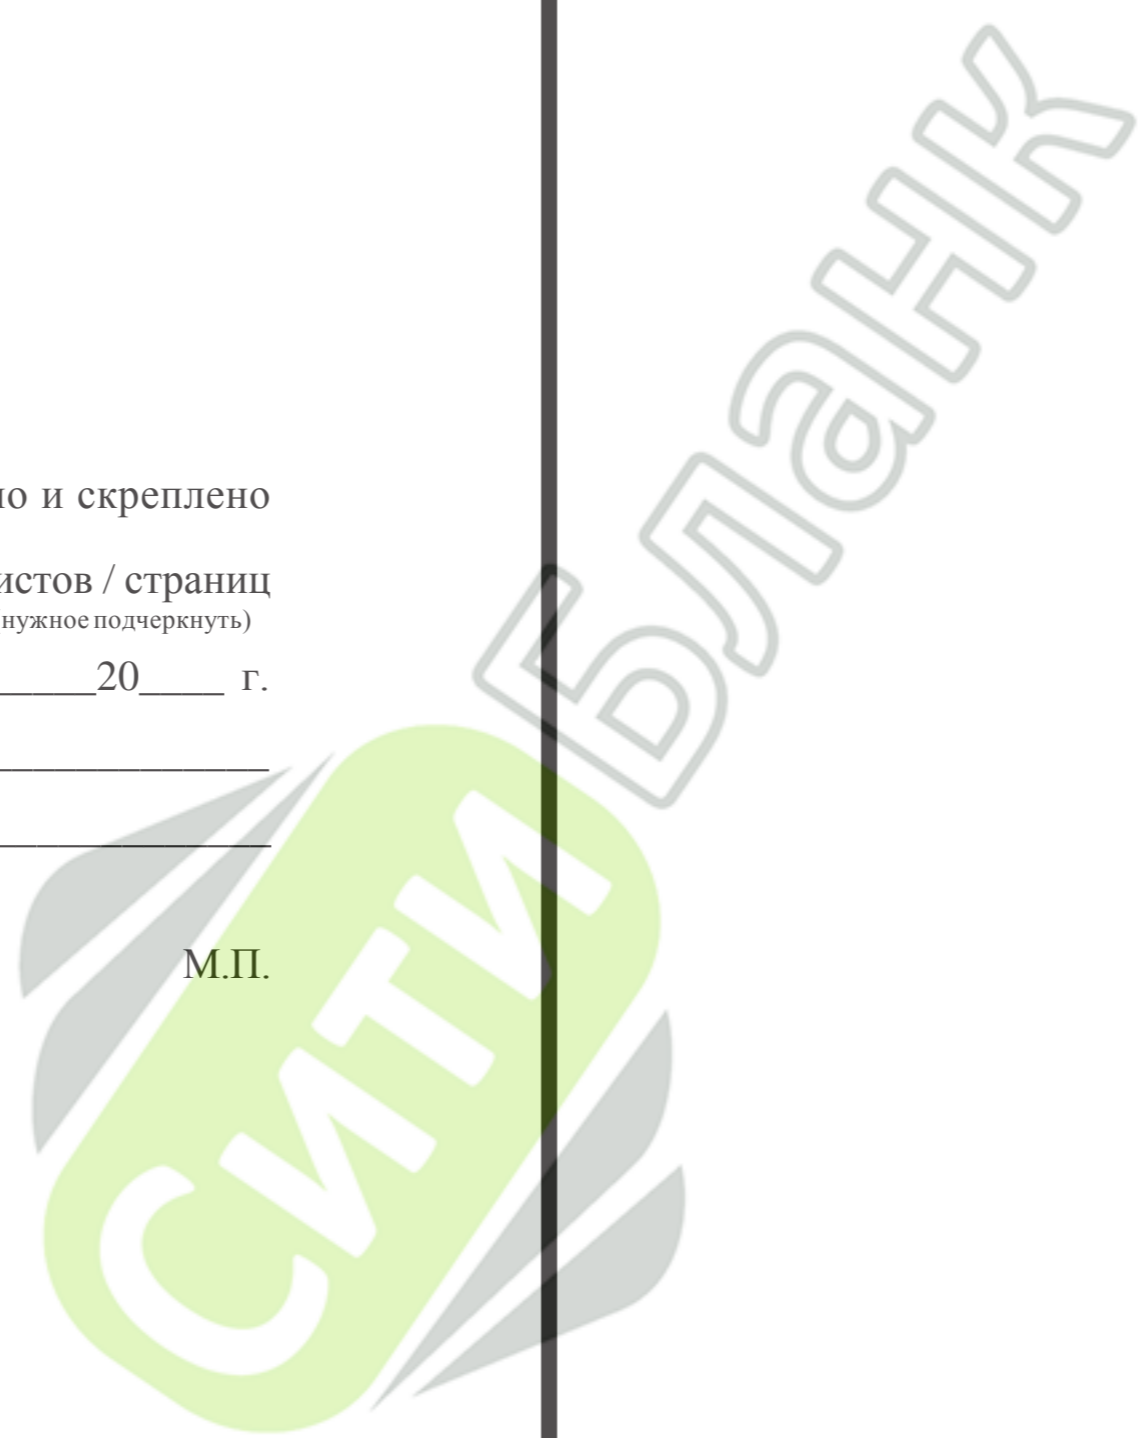 но и скреплено
истов / страниц
нужное подчеркнуть)
_____20____ г.
М.П.
Сити Бланк